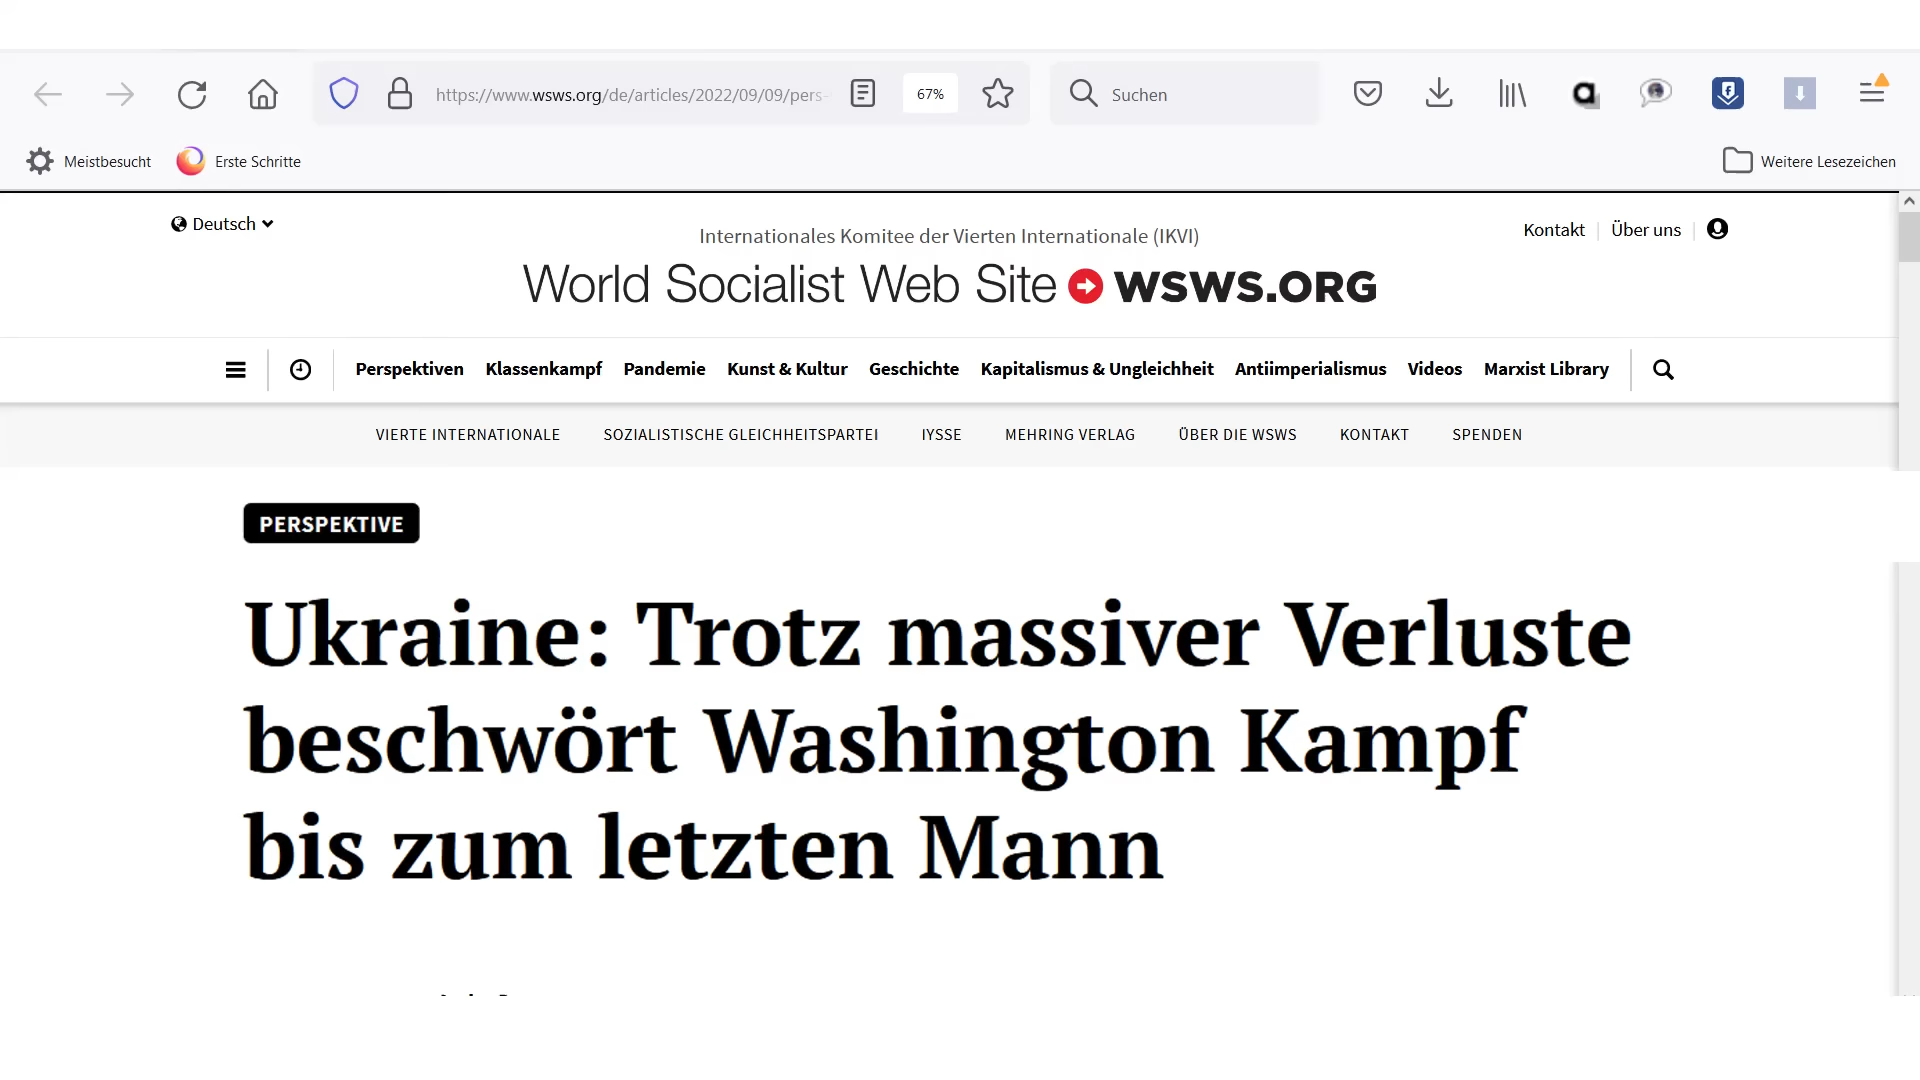 https://www.wsws.org/de/articles/2022/09/09/pers-
67%
Suchen
Meistbesucht
Erste Schritte
Weitere Lesezeichen
Deutsch
Internationales Komitee der Vierten Internationale (IKVI)
Kontakt
Über uns
World Socialist Web Site WSWS.ORG
Perspektiven Klassenkampf Pandemie Kunst & Kultur Geschichte Kapitalismus & Ungleichheit Antiimperialismus Videos Marxist Library
VIERTE INTERNATIONALE SOZIALISTISCHE GLEICHHEITSPARTEI IYSSE MEHRING VERLAG ÜBER DIE WSWS KONTAKT SPENDEN
PERSPEKTIVE
Ukraine: Trotz massiver Verluste
beschwört Washington Kampf
bis zum letzten Mann